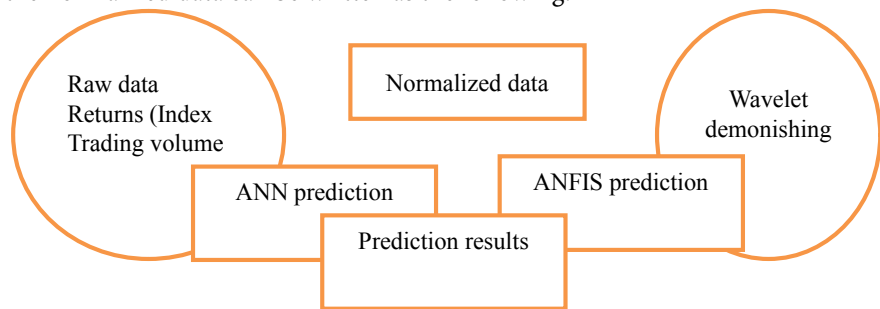 Raw data
Returns (Index
Trading volume
Normalized data
Wavelet
demonishing
ANN prediction
ANFIS prediction
Prediction results